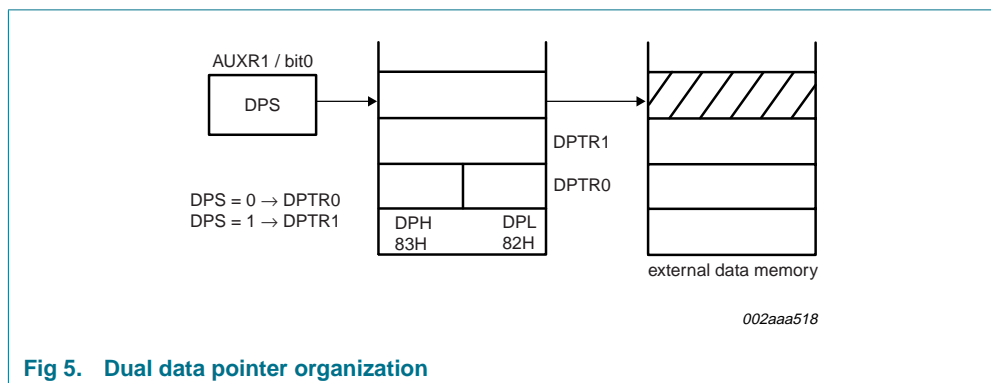 AUXR1 / bit0
DPS
DPTR1
DPTR0
DPS = 0 → DPTR0
DPS = 1 → DPTR1
DPH DPL
83H 82H
external data memory
002aaa518
Fig 5. Dual data pointer organization